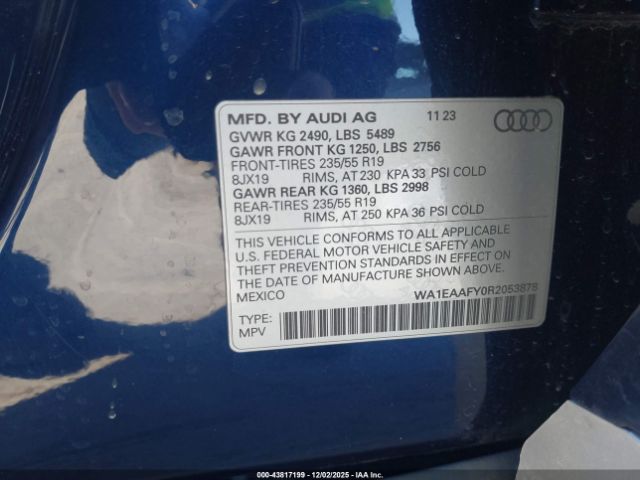 MFD. BY AUDI AG 11 23
GVWR KG 2490, LBS 5489
GAWR FRONT KG 1250, LBS 2756
FRONT-TIRES 235/55 R19
8JX19 RIMS, AT 230 KPA 33 PSI COLD
GAWR REAR KG 1360, LBS 2998
REAR-TIRES 235/55 R19
8JX19 RIMS, AT 250 KPA 36 PSI COLD
THIS VEHICLE CONFORMS TO ALL APPLICABLE
U.S. FEDERAL MOTOR VEHICLE SAFETY AND
THEFT PREVENTION STANDARDS IN EFFECT ON
THE DATE OF MANUFACTURE SHOWN ABOVE.
MEXICO WA1EAAFY0R2053878
TYPE:
MPV
© 43817199 - 12/02/2025 - IAA Inc.